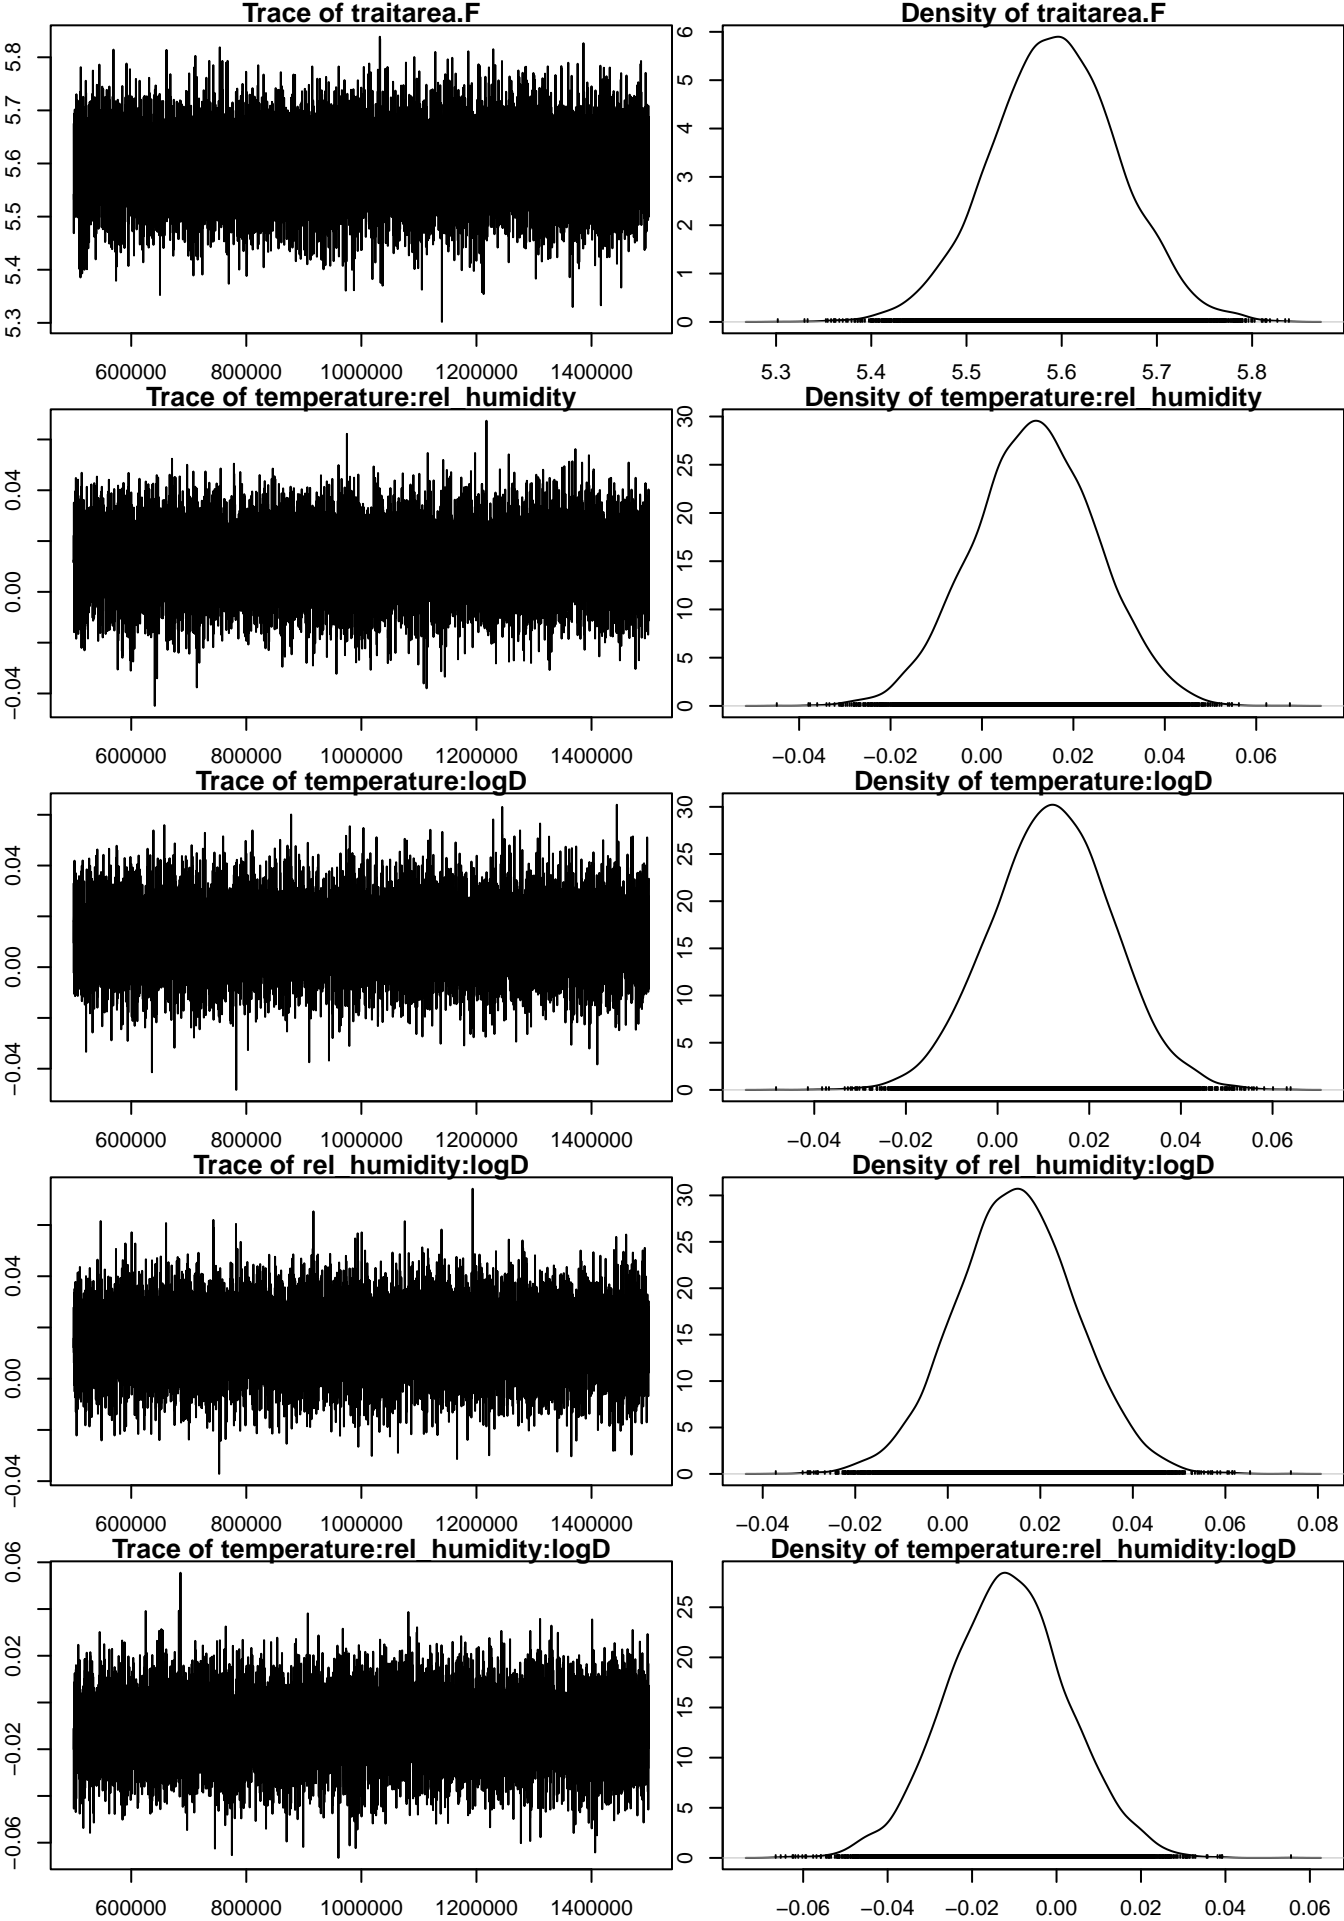 Trace of traitarea.F
5.3 5.4 5.5 5.6 5.7 5.8
600000 800000 1000000 1200000 1400000
Density of traitarea.F
0 1 2 3 4 5 6
5.3 5.4 5.5 5.6 5.7 5.8
Trace of temperature:rel_humidity
−0.04 0.00 0.04
600000 800000 1000000 1200000 1400000
Density of temperature:rel_humidity
0 5 10 15 20 25 30
−0.04 −0.02 0.00 0.02 0.04 0.06
Trace of temperature:logD
−0.04 0.00 0.04
600000 800000 1000000 1200000 1400000
Density of temperature:logD
0 5 10 15 20 25 30
−0.04 −0.02 0.00 0.02 0.04 0.06
Trace of rel_humidity:logD
−0.04 0.00 0.04
600000 800000 1000000 1200000 1400000
Density of rel_humidity:logD
0 5 10 15 20 25 30
−0.04 −0.02 0.00 0.02 0.04 0.06 0.08
Trace of temperature:rel_humidity:logD
−0.06 −0.02 0.02 0.06
600000 800000 1000000 1200000 1400000
Density of temperature:rel_humidity:logD
0 5 10 15 20 25
−0.06 −0.04 −0.02 0.00 0.02 0.04 0.06